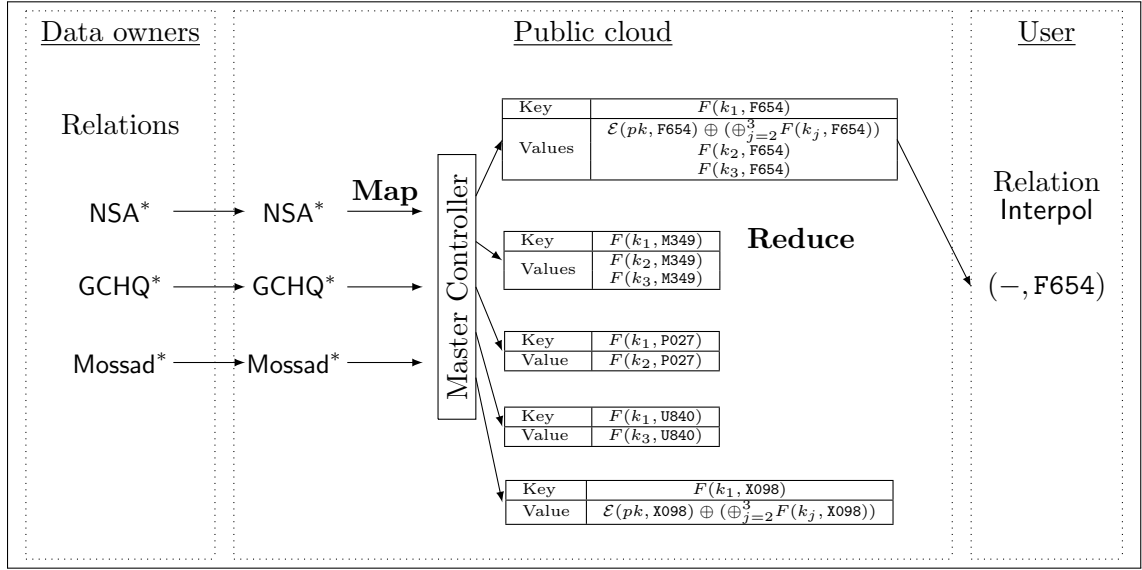 Data owners
Public cloud
User
Relations
NSA* NSA* Map
GCHQ* GCHQ*
Mossad* Mossad*
Master Controller
Key F(k₁, F654)
Values ℰ(pk, F654) ⊕ (⊕³ⱼ₌₂F(kⱼ, F654))
F(k₂, F654)
F(k₃, F654)
Key F(k₁, M349)
Values F(k₂, M349)
F(k₃, M349)
Reduce
Key F(k₁, P027)
Value F(k₂, P027)
Key F(k₁, U840)
Value F(k₃, U840)
Key F(k₁, X098)
Value ℰ(pk, X098) ⊕ (⊕³ⱼ₌₂F(kⱼ, X098))
Relation
Interpol
(−, F654)